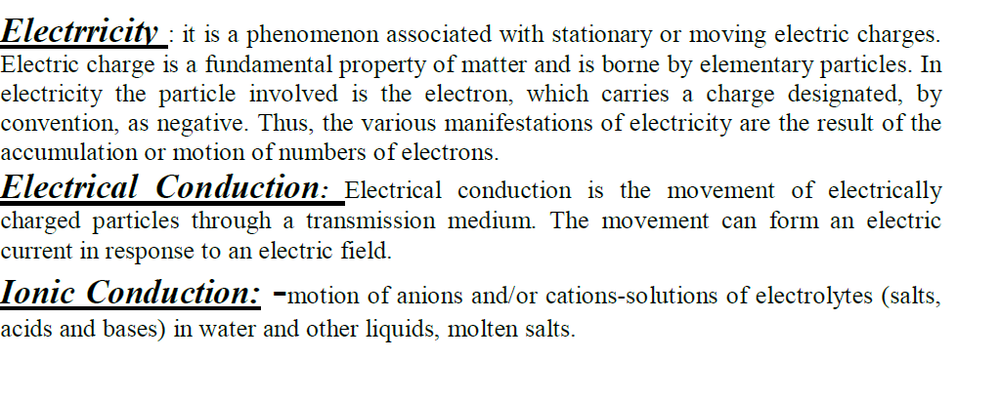 Electrricity : it is a phenomenon associated with stationary or moving electric charges.
Electric charge is a fundamental property of matter and is borne by elementary particles. In
electricity the particle involved is the electron, which carries a charge designated, by
convention, as negative. Thus, the various manifestations of electricity are the result of the
accumulation or motion of numbers of electrons.
Electrical Conduction: Electrical conduction is the movement of electrically
charged particles through a transmission medium. The movement can form an electric
current in response to an electric field.
Ionic Conduction: -motion of anions and/or cations-solutions of electrolytes (salts,
acids and bases) in water and other liquids, molten salts.